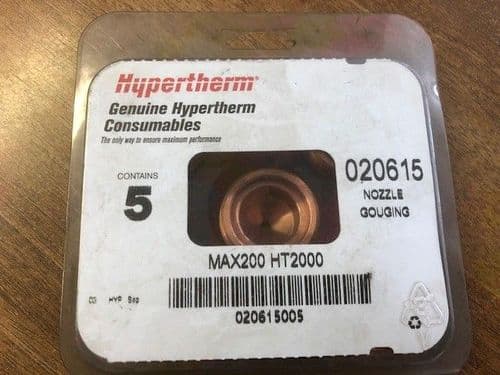 Hypertherm®
Genuine Hypertherm
Consumables
The only way to ensure maximum performance
CONTAINS
5
020615
NOZZLE
GOUGING
MAX200 HT2000
020615005